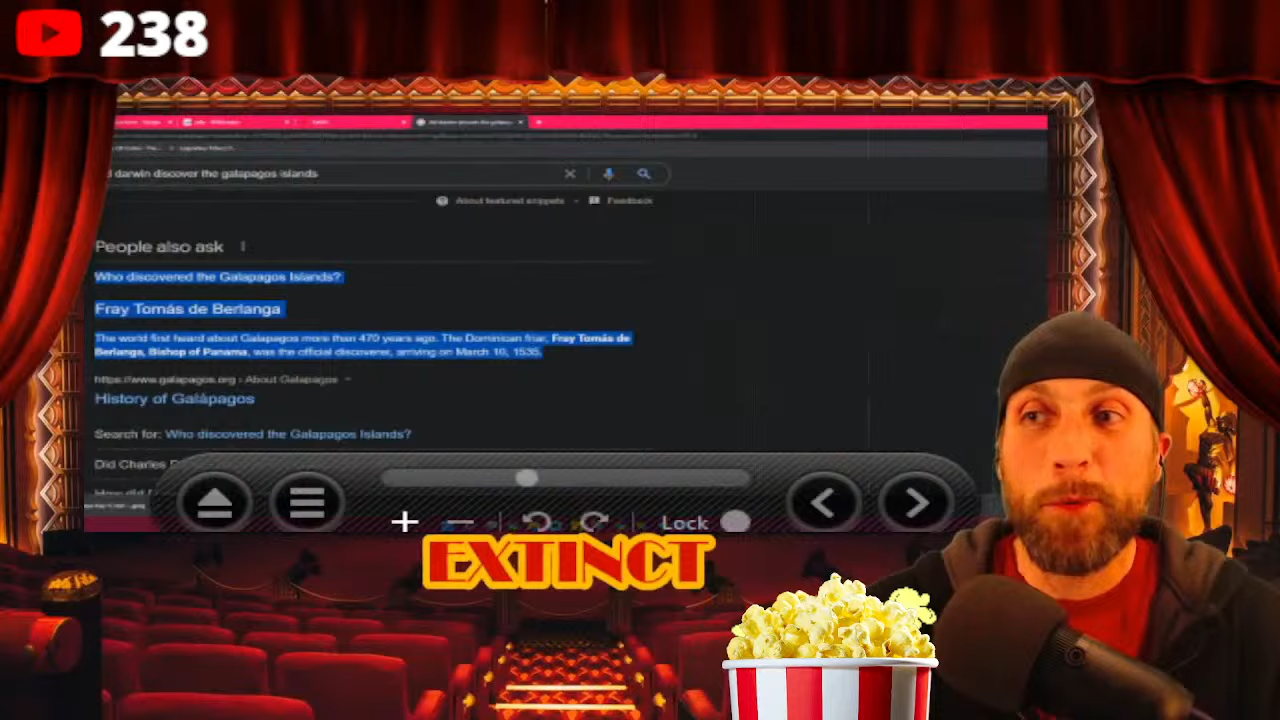 238
darwin discover the galapagos islands
About featured snippets
Feedback
People also ask
Who discovered the Galapagos Islands?
Fray Tomás de Berlanga
The world first heard about Galapagos more than 470 years ago. The Dominican friar, Fray Tomás de
Berlanga, Bishop of Panama, was the official discoverer, arriving on March 10, 1535.
https://www.galapagos.org › About Galapagos
History of Galápagos
Search for: Who discovered the Galapagos Islands?
Did Charles
Lock
EXTINCT